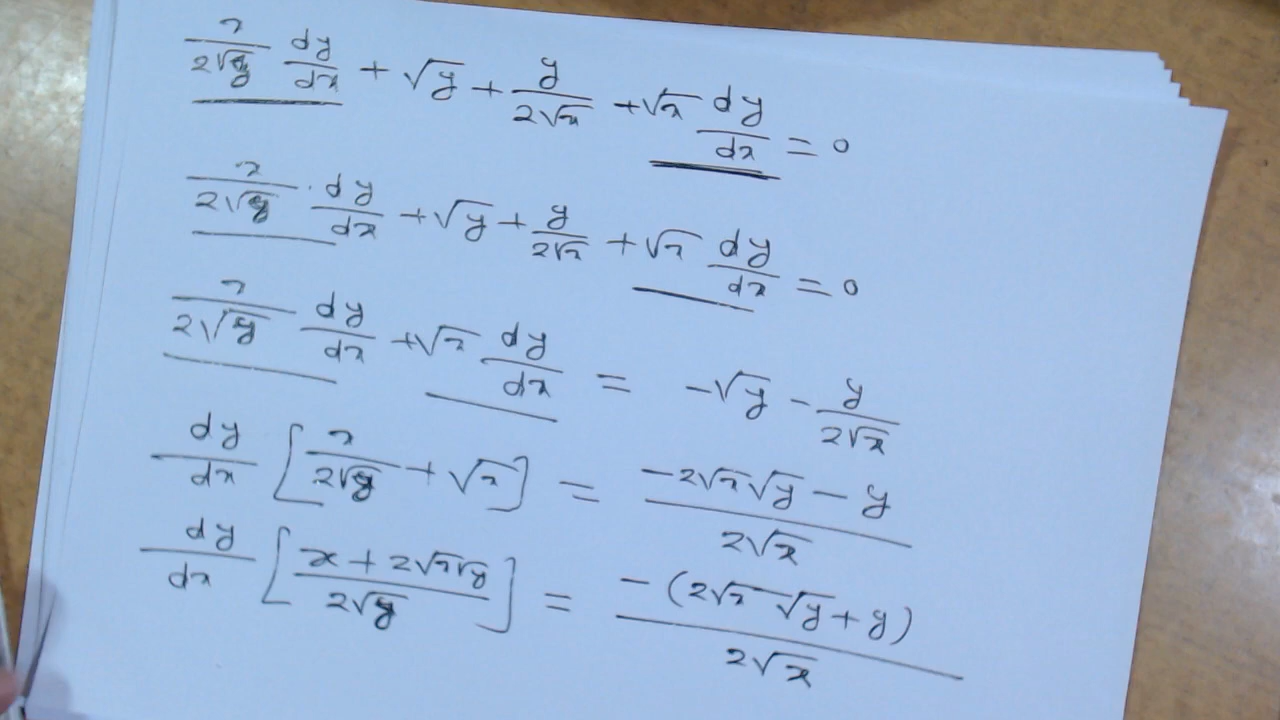 x/(2√y) dy/dx + √y + y/(2√x) + √x dy/dx = 0
x/(2√y) · dy/dx + √y + y/(2√x) + √x dy/dx = 0
x/(2√y) dy/dx + √x dy/dx = -√y - y/(2√x)
dy/dx [x/(2√y) + √x] = (-2√x√y - y)/(2√x)
dy/dx [(x + 2√x√y)/(2√y)] = -(2√x √y + y)/(2√x)